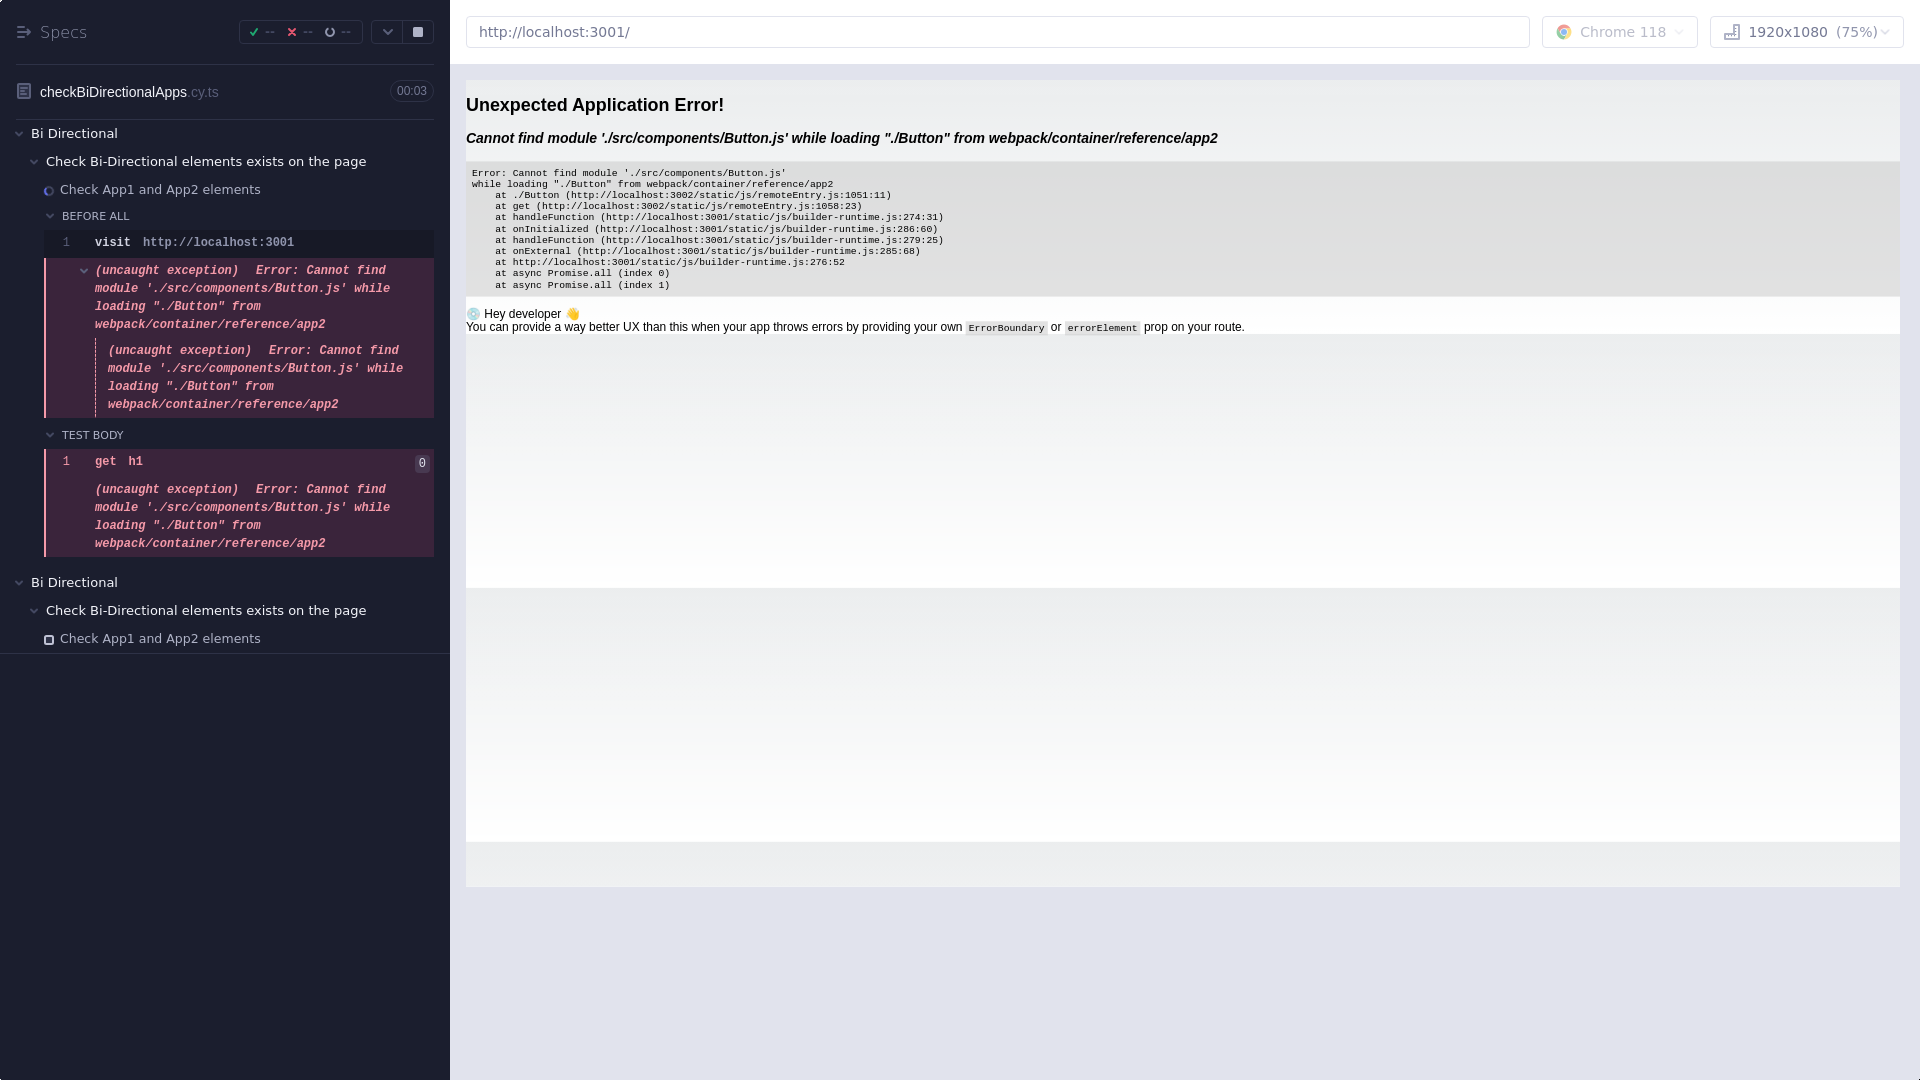 Specs
-- -- --
checkBiDirectionalApps.cy.ts 00:03
Bi Directional
Check Bi-Directional elements exists on the page
Check App1 and App2 elements
BEFORE ALL
1 visit http://localhost:3001
(uncaught exception) Error: Cannot find
module './src/components/Button.js' while
loading "./Button" from
webpack/container/reference/app2
(uncaught exception) Error: Cannot find
module './src/components/Button.js' while
loading "./Button" from
webpack/container/reference/app2
TEST BODY
1 get h1 0
(uncaught exception) Error: Cannot find
module './src/components/Button.js' while
loading "./Button" from
webpack/container/reference/app2
Bi Directional
Check Bi-Directional elements exists on the page
Check App1 and App2 elements
http://localhost:3001/
Chrome 118
1920x1080 (75%)
Unexpected Application Error!
Cannot find module './src/components/Button.js' while loading "./Button" from webpack/container/reference/app2
Error: Cannot find module './src/components/Button.js'
while loading "./Button" from webpack/container/reference/app2
at ./Button (http://localhost:3002/static/js/remoteEntry.js:1051:11)
at get (http://localhost:3002/static/js/remoteEntry.js:1058:23)
at handleFunction (http://localhost:3001/static/js/builder-runtime.js:274:31)
at onInitialized (http://localhost:3001/static/js/builder-runtime.js:286:60)
at handleFunction (http://localhost:3001/static/js/builder-runtime.js:279:25)
at onExternal (http://localhost:3001/static/js/builder-runtime.js:285:68)
at http://localhost:3001/static/js/builder-runtime.js:276:52
at async Promise.all (index 0)
at async Promise.all (index 1)
💿 Hey developer 👋
You can provide a way better UX than this when your app throws errors by providing your own ErrorBoundary or errorElement prop on your route.